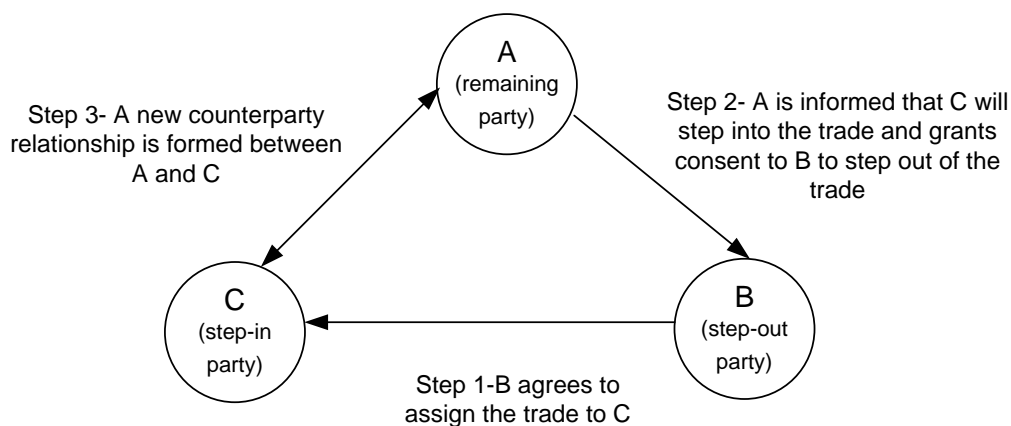 A
(remaining
party)
Step 3- A new counterparty
relationship is formed between
A and C
Step 2- A is informed that C will
step into the trade and grants
consent to B to step out of the
trade
C
(step-in
party)
B
(step-out
party)
Step 1-B agrees to
assign the trade to C